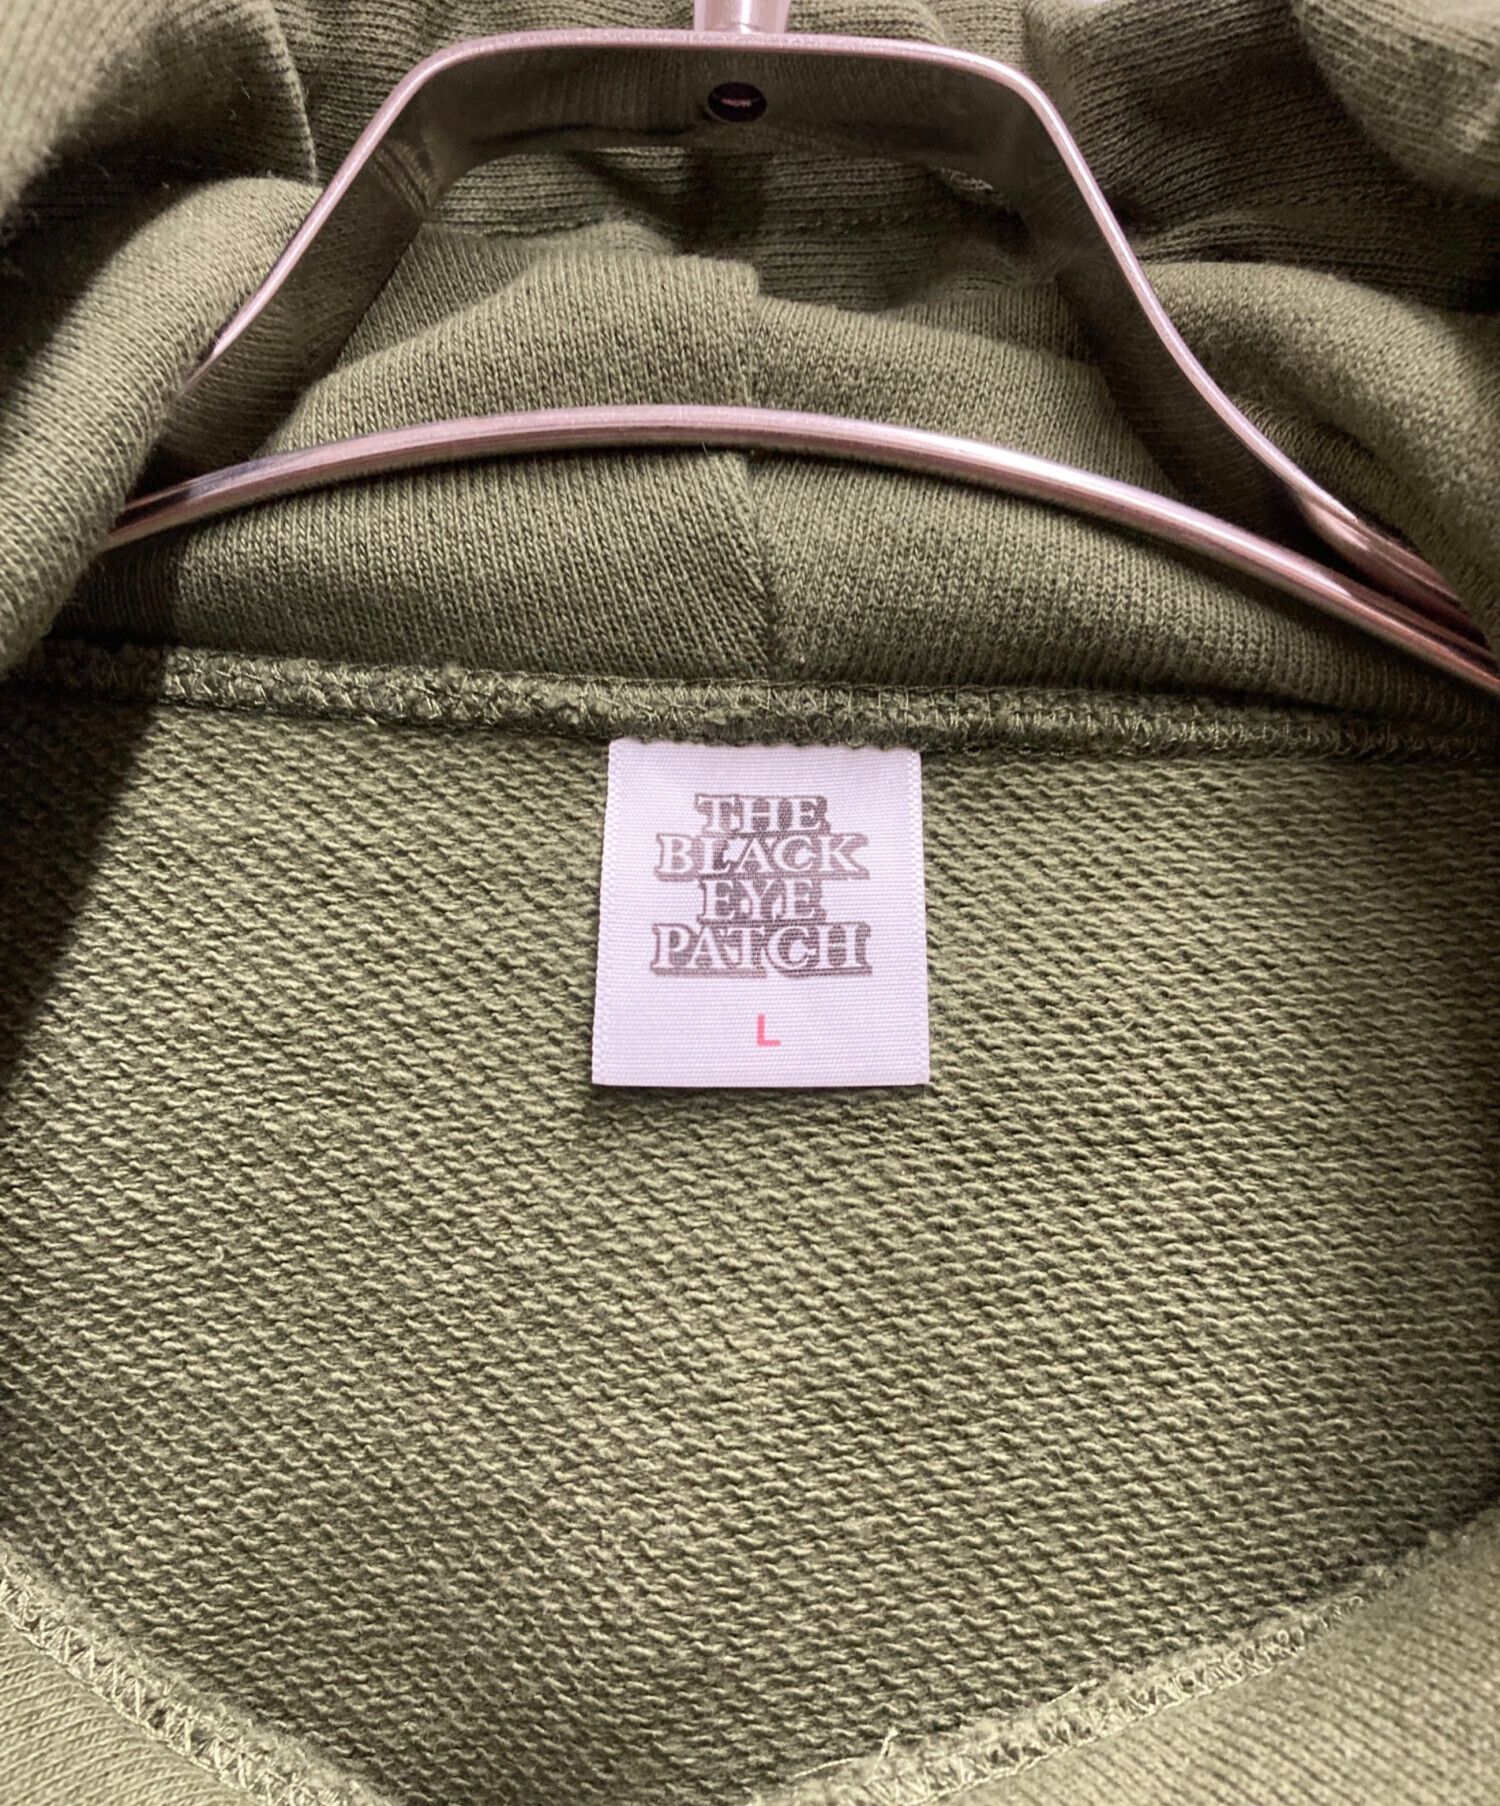 THE
BLACK
EYE
PATCH
L